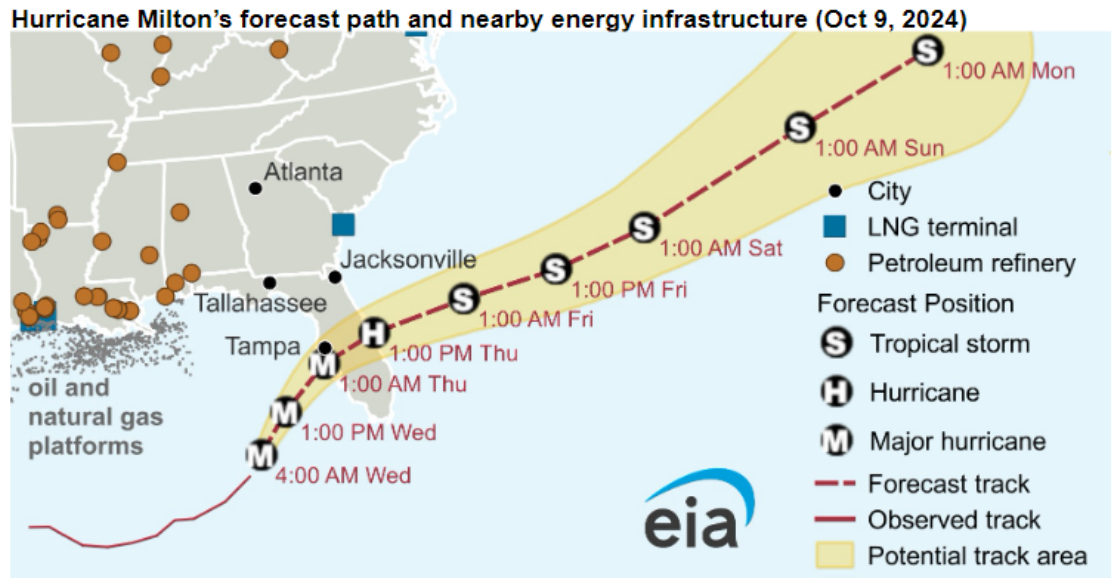 Hurricane Milton's forecast path and nearby energy infrastructure (Oct 9, 2024)
S
1:00 AM Mon
S
1:00 AM Sun
Atlanta
City
LNG terminal
S
1:00 AM Sat
Jacksonville
Petroleum refinery
S
1:00 PM Fri
Tallahassee
S
1:00 AM Fri
Forecast Position
Tampa
H
1:00 PM Thu
S Tropical storm
M
1:00 AM Thu
oil and
natural gas
platforms
H Hurricane
M
1:00 PM Wed
M Major hurricane
M
4:00 AM Wed
Forecast track
eia
Observed track
Potential track area